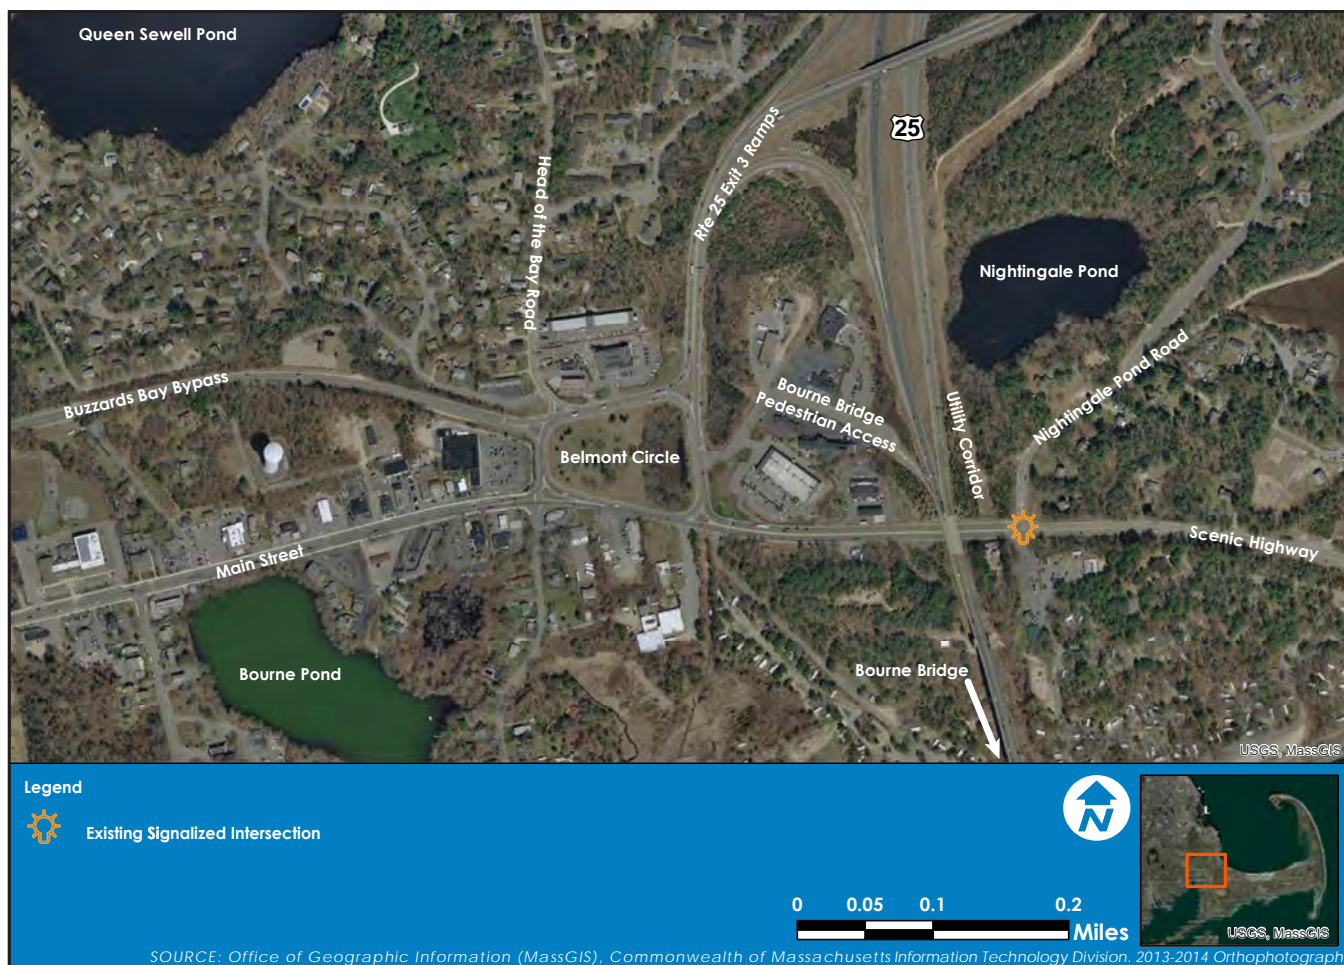 Queen Sewell Pond
25
Head of the Bay Road
Rte 25 Exit 3 Ramps
Nightingale Pond
Nightingale Pond Road
Buzzards Bay Bypass
Bourne Bridge
Pedestrian Access
Utility Corridor
Belmont Circle
Scenic Highway
Main Street
Bourne Pond
Bourne Bridge
USGS, MassGIS
Legend
Existing Signalized Intersection
N
0 0.05 0.1 0.2
Miles
L
USGS, MassGIS
SOURCE: Office of Geographic Information (MassGIS), Commonwealth of Massachusetts Information Technology Division. 2013-2014 Orthophotograph